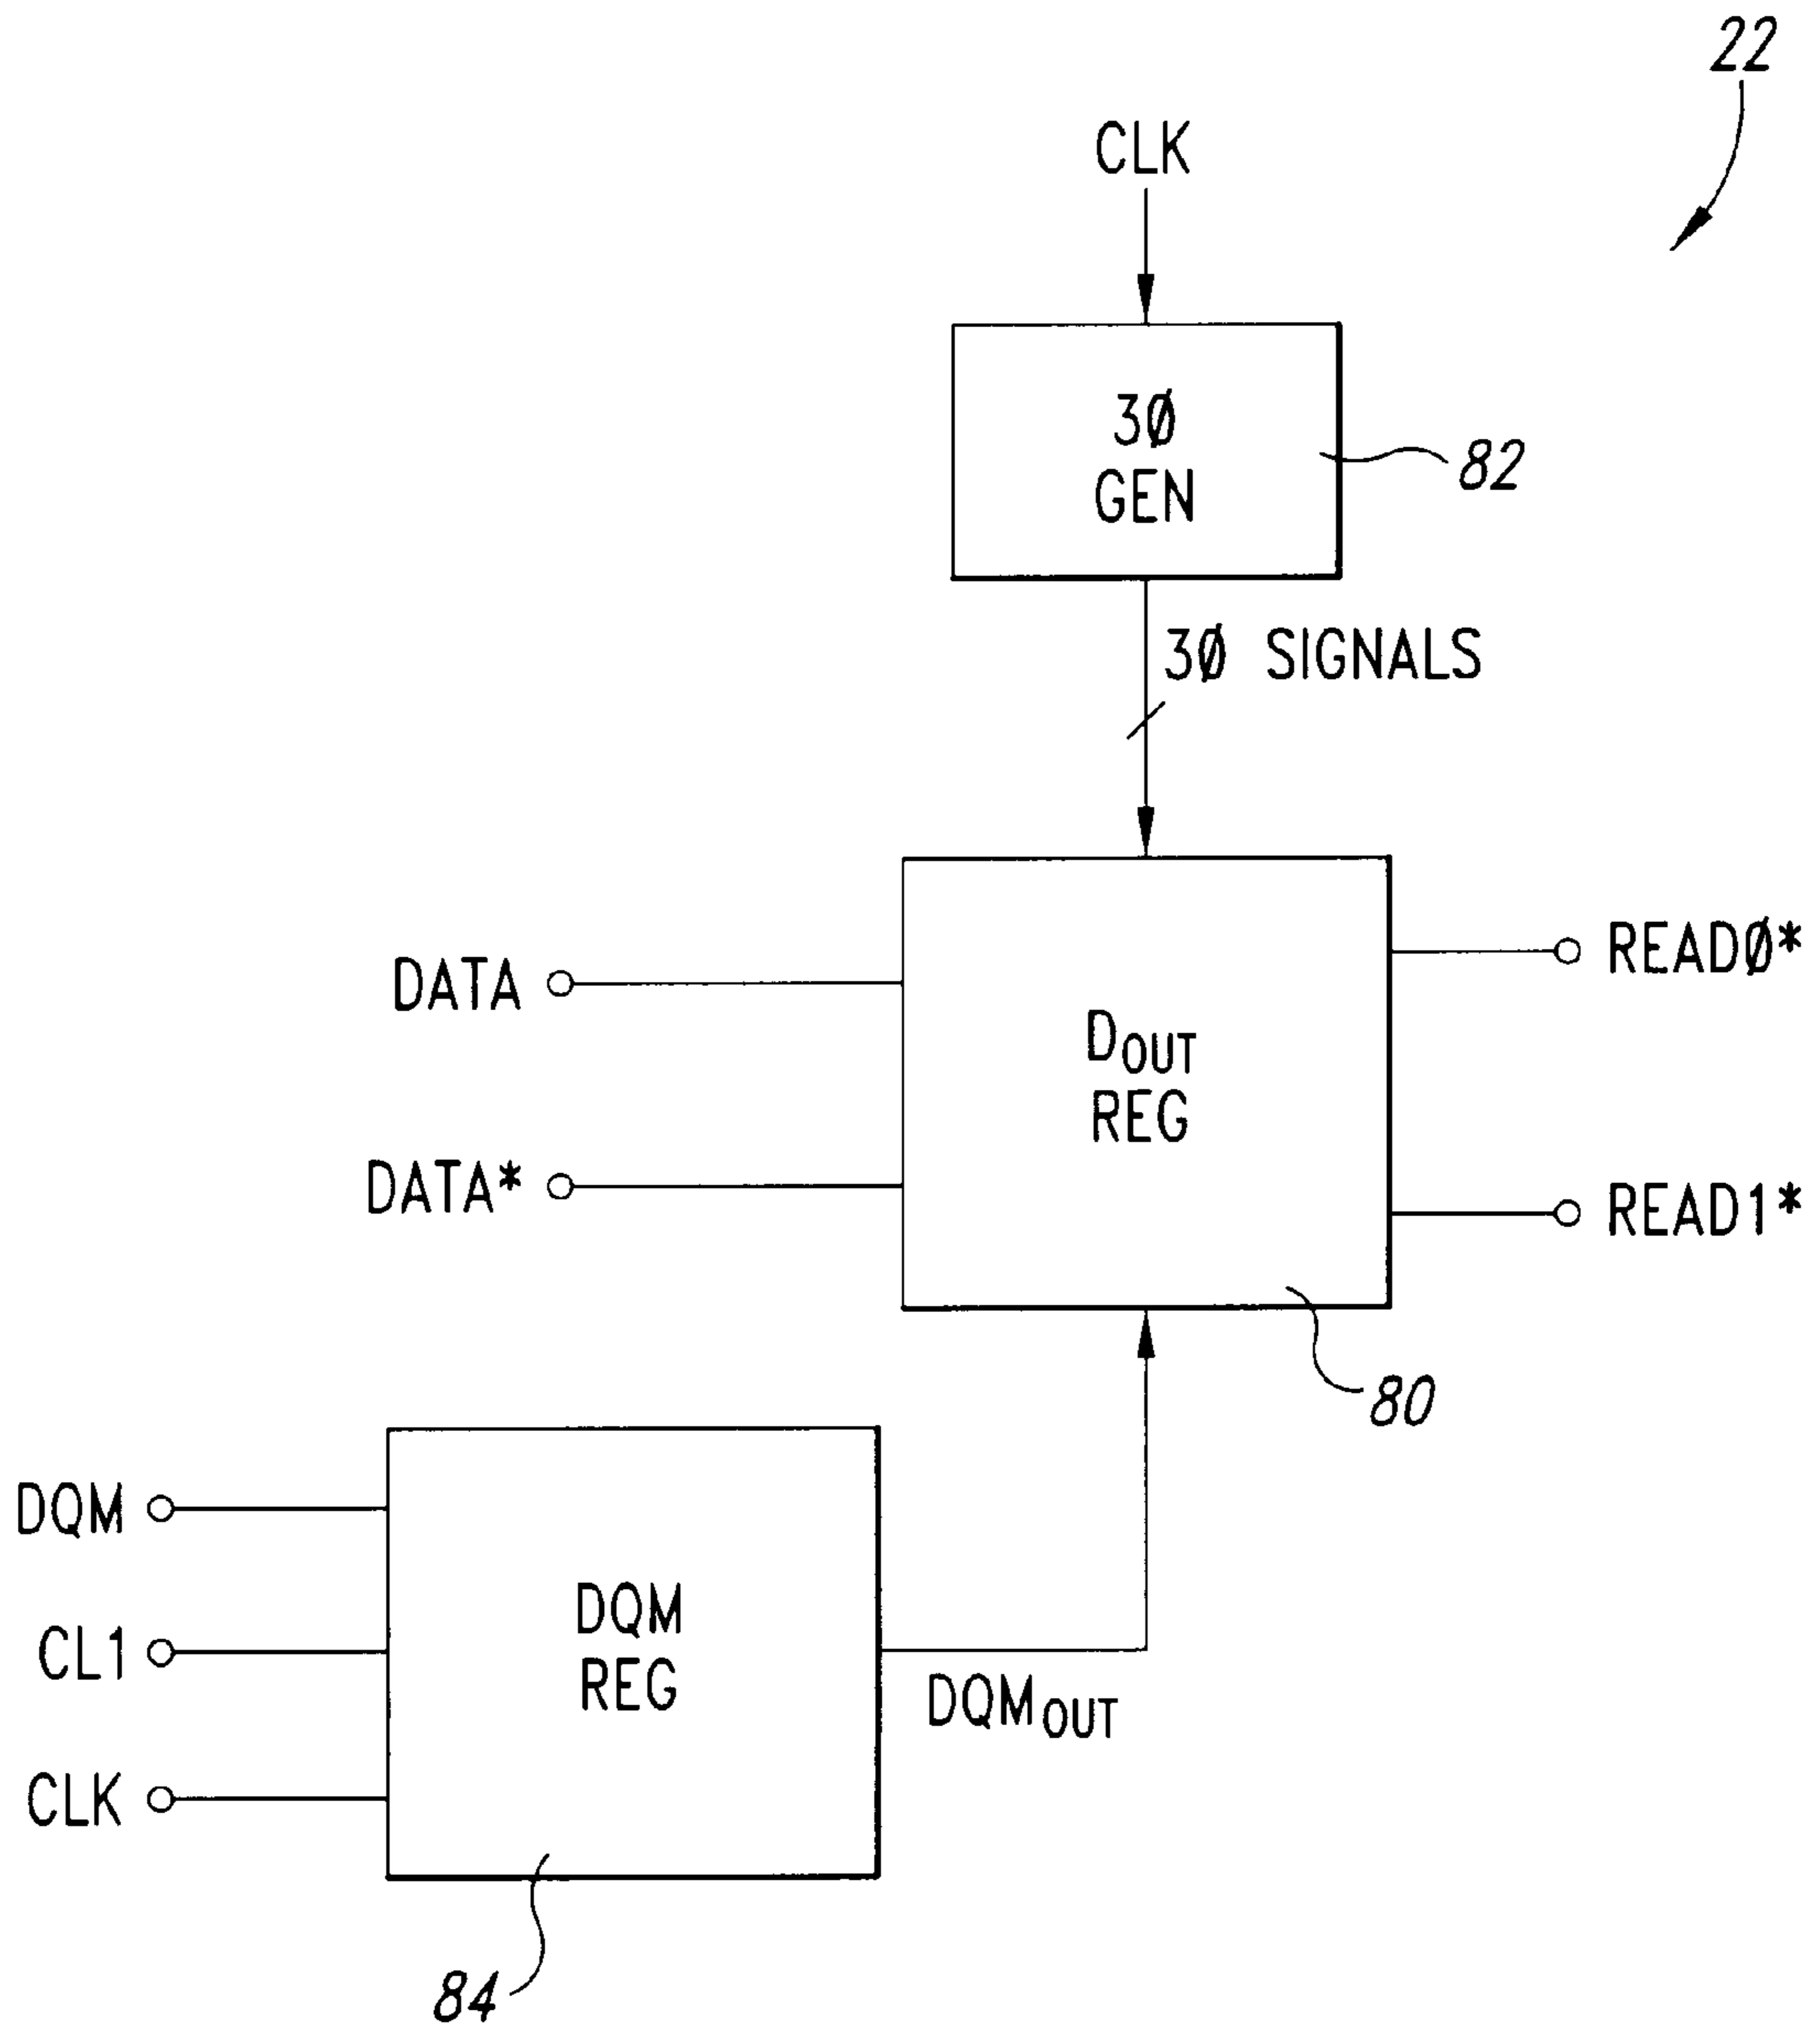 22
CLK
3Ø
GEN
82
3Ø SIGNALS
DATA
DATA*
DOUT
REG
READØ*
READ1*
80
DQM
CL1
CLK
DQM
REG
DQMOUT
84